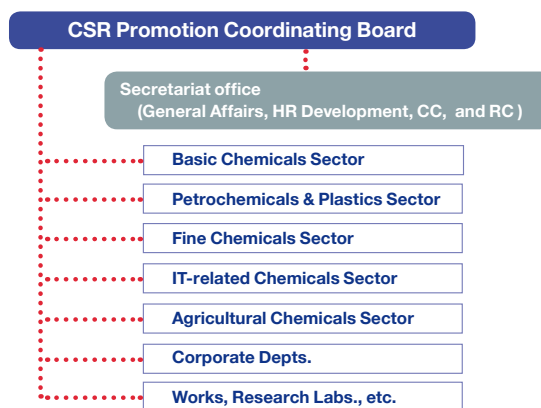 CSR Promotion Coordinating Board
Secretariat office
(General Affairs, HR Development, CC, and RC )
Basic Chemicals Sector
Petrochemicals & Plastics Sector
Fine Chemicals Sector
IT-related Chemicals Sector
Agricultural Chemicals Sector
Corporate Depts.
Works, Research Labs., etc.